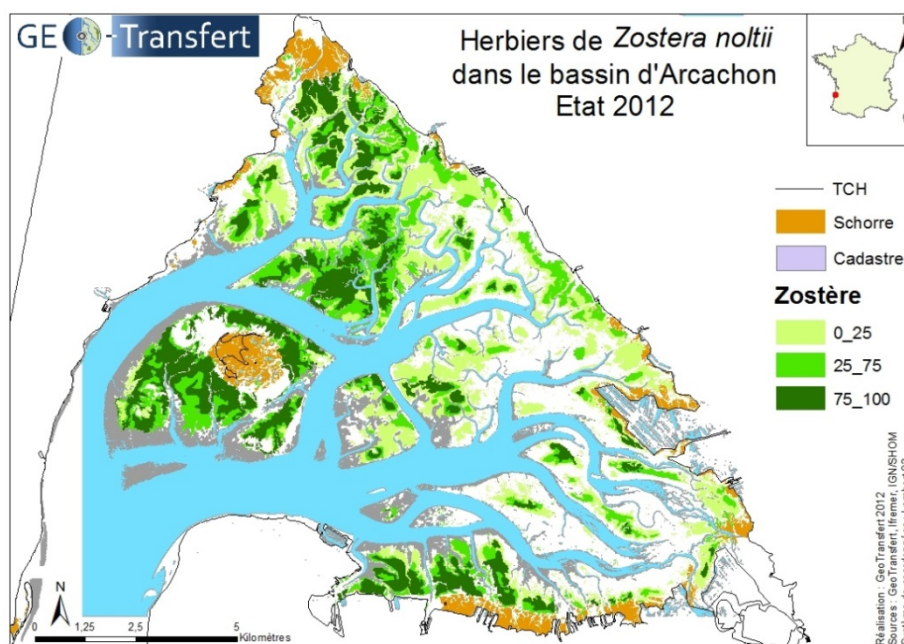 GEO-Transfert
Herbiers de Zostera noltii
dans le bassin d'Arcachon
Etat 2012
TCH
Schorre
Cadastre
Zostère
0_25
25_75
75_100
Réalisation : GeoTransfert 2012
Sources : GeoTransfert, Ifremer, IGN/SHOM
N
0 1,25 2,5 5
Kilomètres